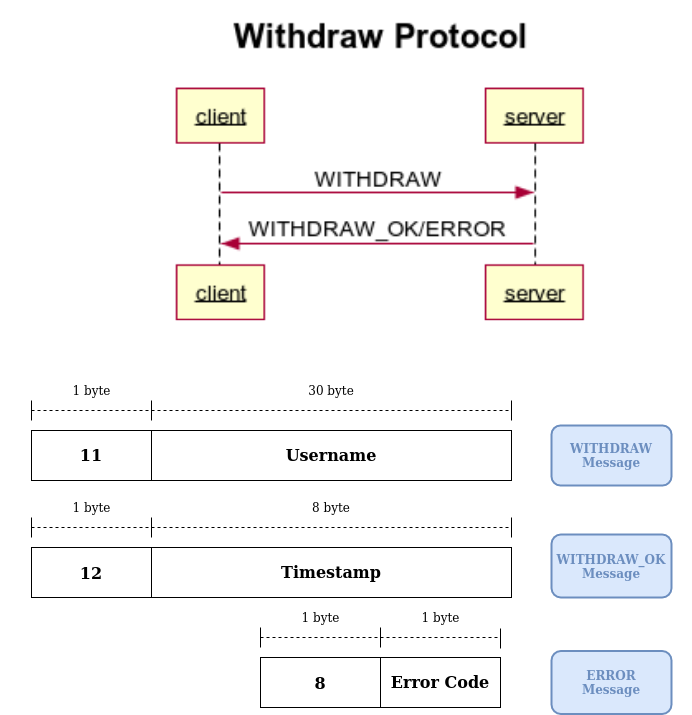 Withdraw Protocol
client
server
WITHDRAW
WITHDRAW_OK/ERROR
client
server
1 byte
30 byte
11
Username
WITHDRAW
Message
1 byte
8 byte
12
Timestamp
WITHDRAW_OK
Message
1 byte
1 byte
8
Error Code
ERROR
Message